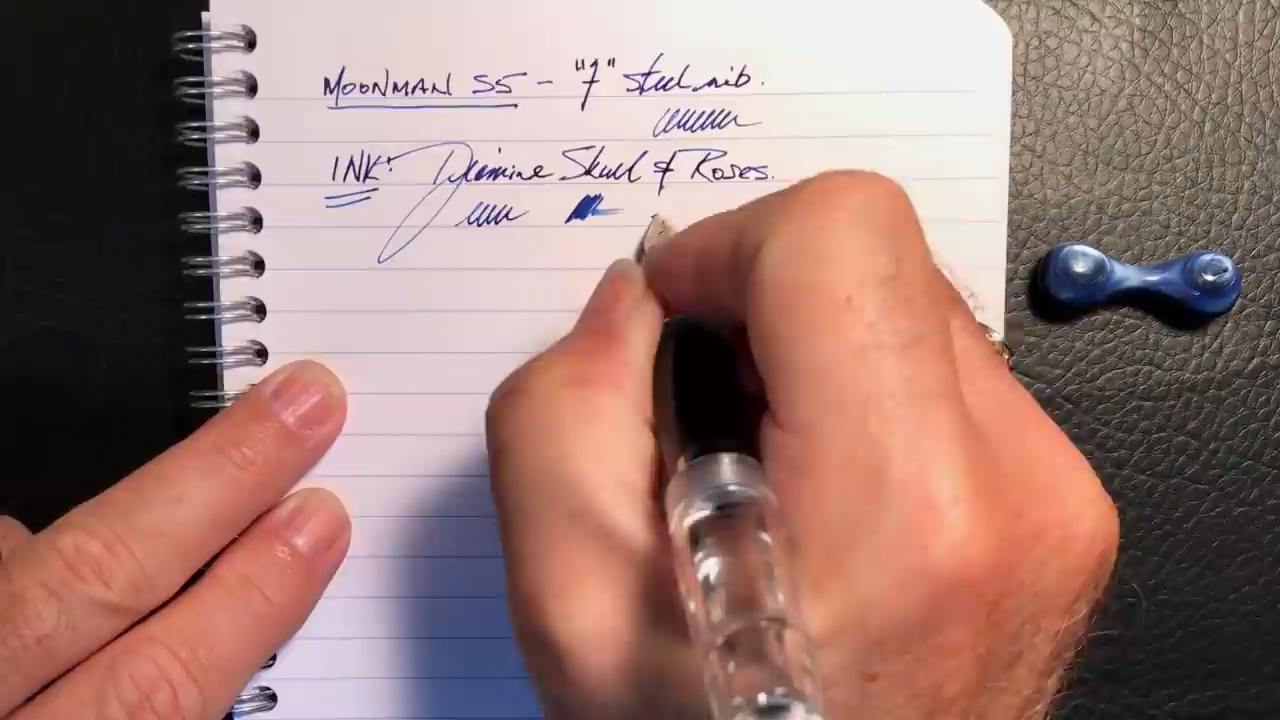 MOONMAN S5 - "f" Steel nib.
INK: Diamine Skull & Roses.